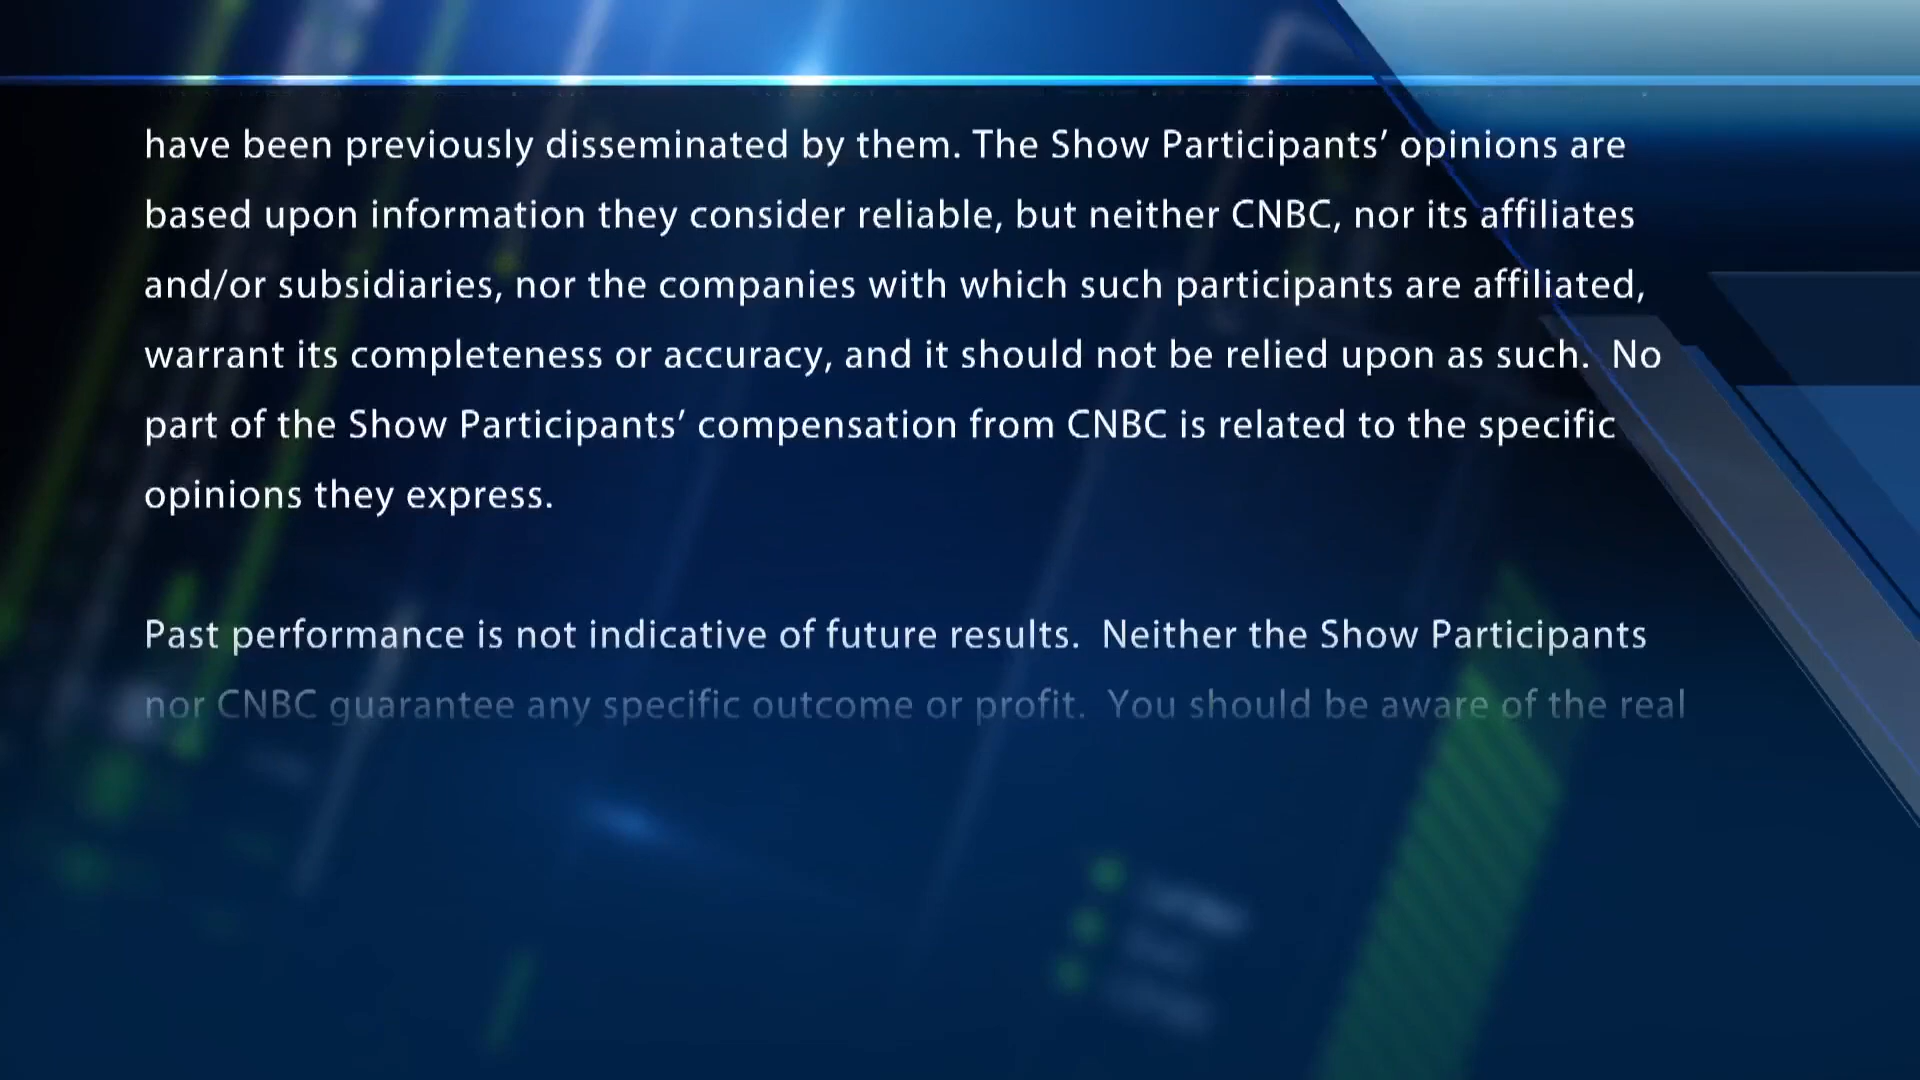 have been previously disseminated by them. The Show Participants’ opinions are
based upon information they consider reliable, but neither CNBC, nor its affiliates
and/or subsidiaries, nor the companies with which such participants are affiliated,
warrant its completeness or accuracy, and it should not be relied upon as such.  No
part of the Show Participants’ compensation from CNBC is related to the specific
opinions they express.
Past performance is not indicative of future results.  Neither the Show Participants
nor CNBC guarantee any specific outcome or profit.  You should be aware of the real